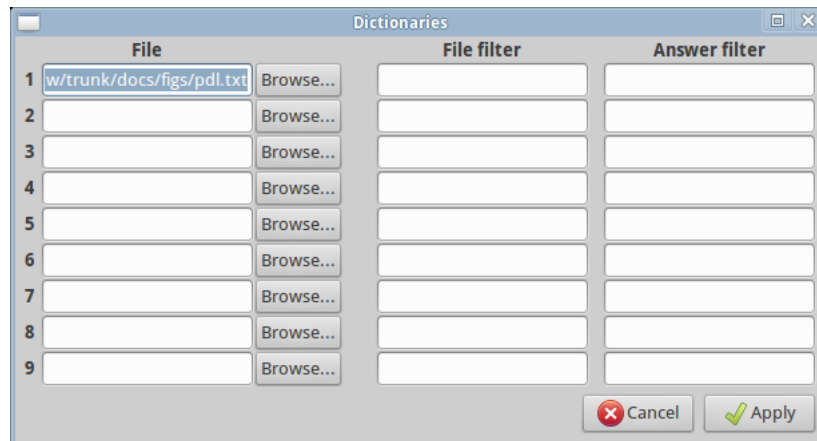 Dictionaries
File File filter Answer filter
1 w/trunk/docs/figs/pdl.txt Browse...
2 Browse...
3 Browse...
4 Browse...
5 Browse...
6 Browse...
7 Browse...
8 Browse...
9 Browse...
Cancel Apply